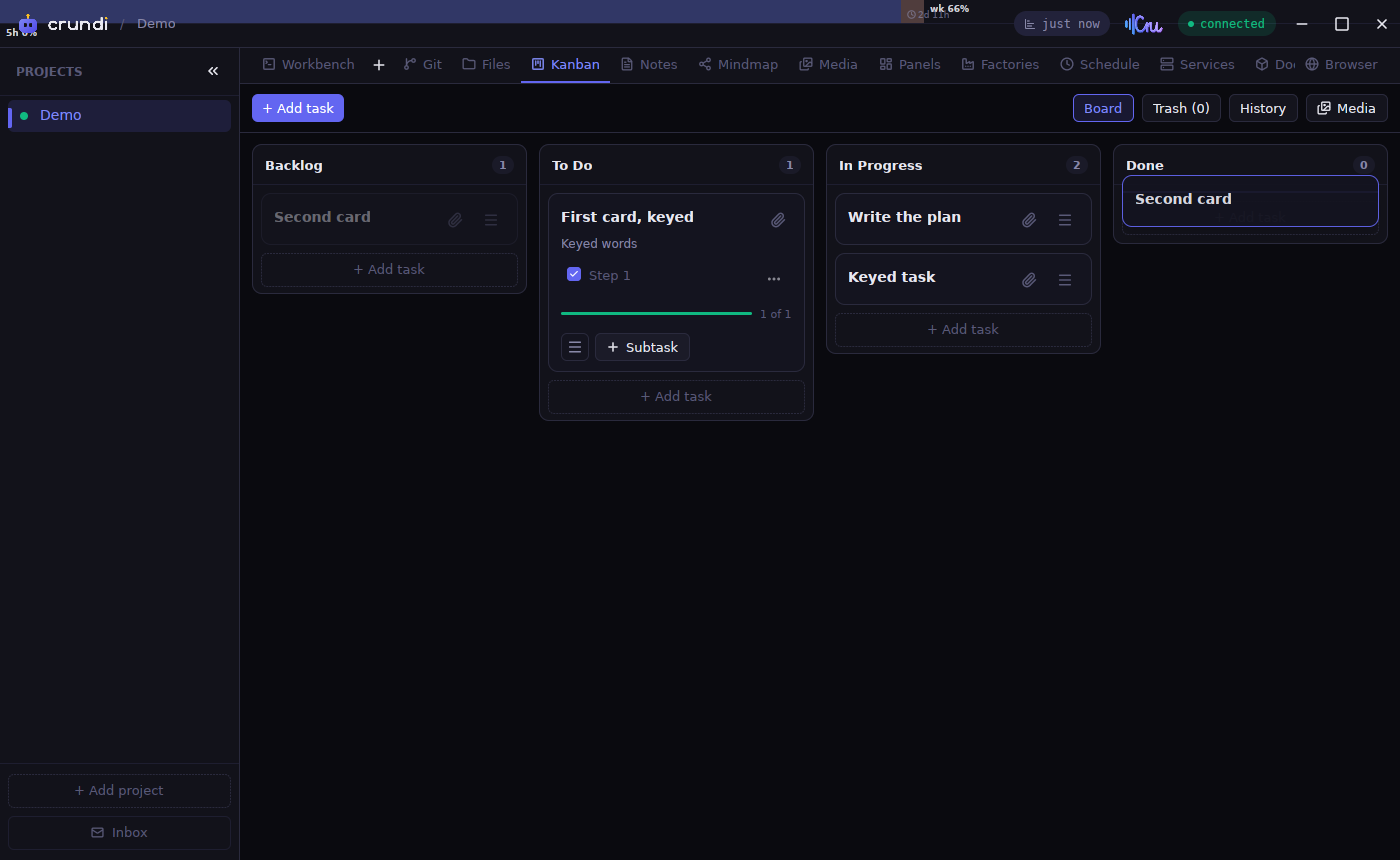 crundi / Demo
2d 11h
wk 66%
just now
Cru
connected
PROJECTS
Demo
+ Add project
Inbox
Workbench + Git Files Kanban Notes Mindmap Media Panels Factories Schedule Services Browser
+ Add task
Board Trash (0) History Media
Backlog 1
Second card
+ Add task
To Do 1
First card, keyed
Keyed words
Step 1
1 of 1
+ Subtask
+ Add task
In Progress 2
Write the plan
Keyed task
+ Add task
Done 0
Second card
+ Add task